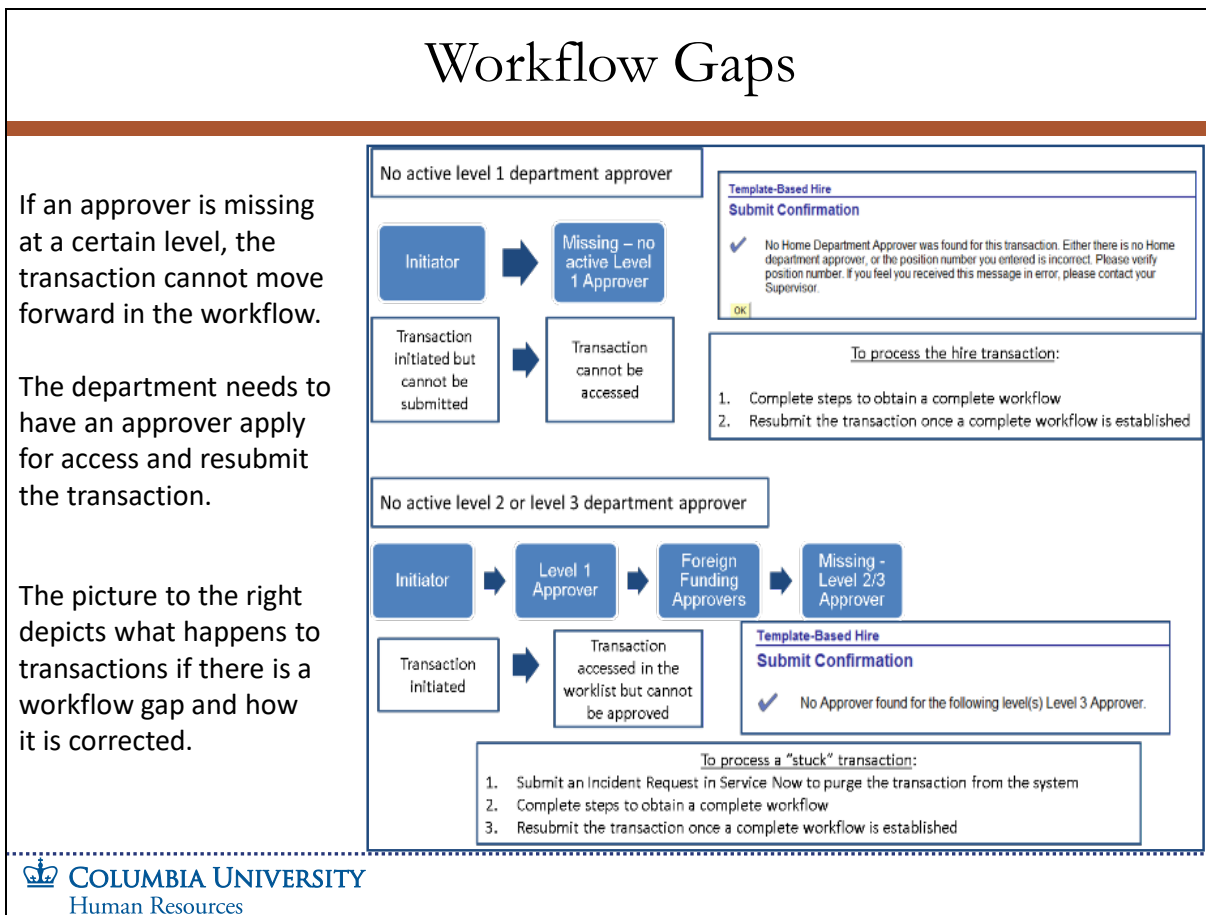 Workflow Gaps
If an approver is missing
at a certain level, the
transaction cannot move
forward in the workflow.
The department needs to
have an approver apply
for access and resubmit
the transaction.
The picture to the right
depicts what happens to
transactions if there is a
workflow gap and how
it is corrected.
No active level 1 department approver
Initiator
Missing – no
active Level
1 Approver
Transaction
initiated but
cannot be
submitted
Transaction
cannot be
accessed
Template-Based Hire
Submit Confirmation
No Home Department Approver was found for this transaction. Either there is no Home
department approver, or the position number you entered is incorrect. Please verify
position number. If you feel you received this message in error, please contact your
Supervisor.
OK
To process the hire transaction:
1. Complete steps to obtain a complete workflow
2. Resubmit the transaction once a complete workflow is established
No active level 2 or level 3 department approver
Initiator
Level 1
Approver
Foreign
Funding
Approvers
Missing -
Level 2/3
Approver
Transaction
initiated
Transaction
accessed in the
worklist but cannot
be approved
Template-Based Hire
Submit Confirmation
No Approver found for the following level(s) Level 3 Approver.
To process a “stuck” transaction:
1. Submit an Incident Request in Service Now to purge the transaction from the system
2. Complete steps to obtain a complete workflow
3. Resubmit the transaction once a complete workflow is established
COLUMBIA UNIVERSITY
Human Resources